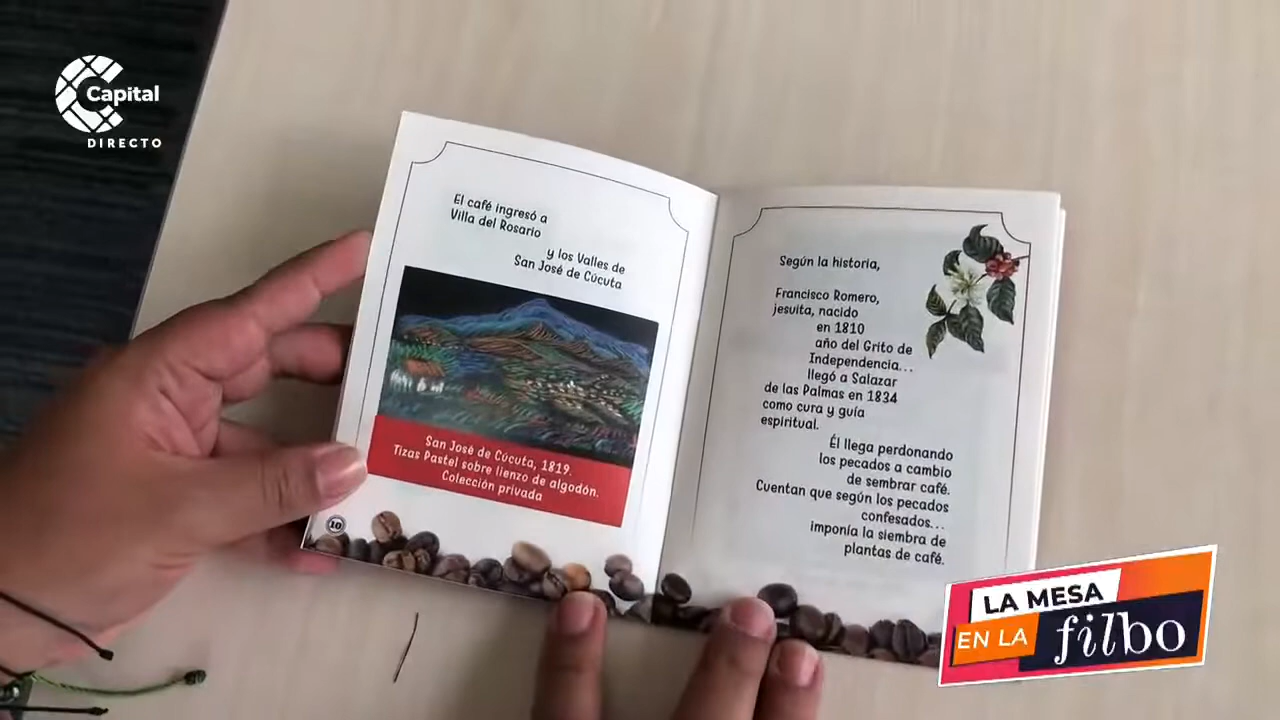 Capital
DIRECTO
El café ingresó a
Villa del Rosario
y los Valles de
San José de Cúcuta
San José de Cúcuta, 1819.
Tizas Pastel sobre lienzo de algodón.
Colección privada
10
Según la historia,
Francisco Romero,
jesuita, nacido
en 1810
año del Grito de
Independencia...
llegó a Salazar
de las Palmas en 1834
como cura y guía
espiritual.
Él llega perdonando
los pecados a cambio
de sembrar café.
Cuentan que según los pecados
confesados...
imponía la siembra de
plantas de café.
LA MESA
EN LA filbo